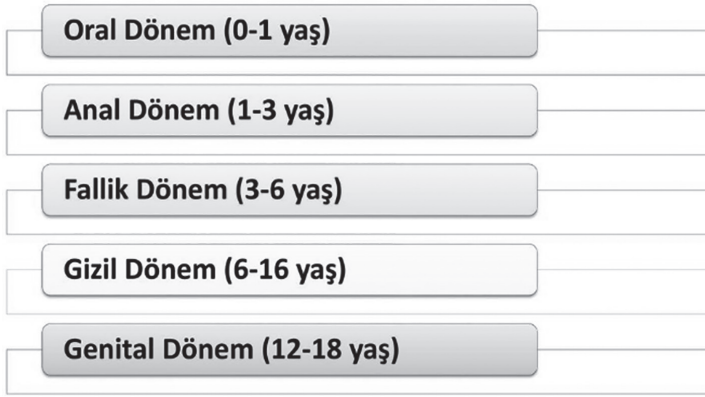 Oral Dönem (0-1 yaş)
Anal Dönem (1-3 yaş)
Fallik Dönem (3-6 yaş)
Gizil Dönem (6-16 yaş)
Genital Dönem (12-18 yaş)